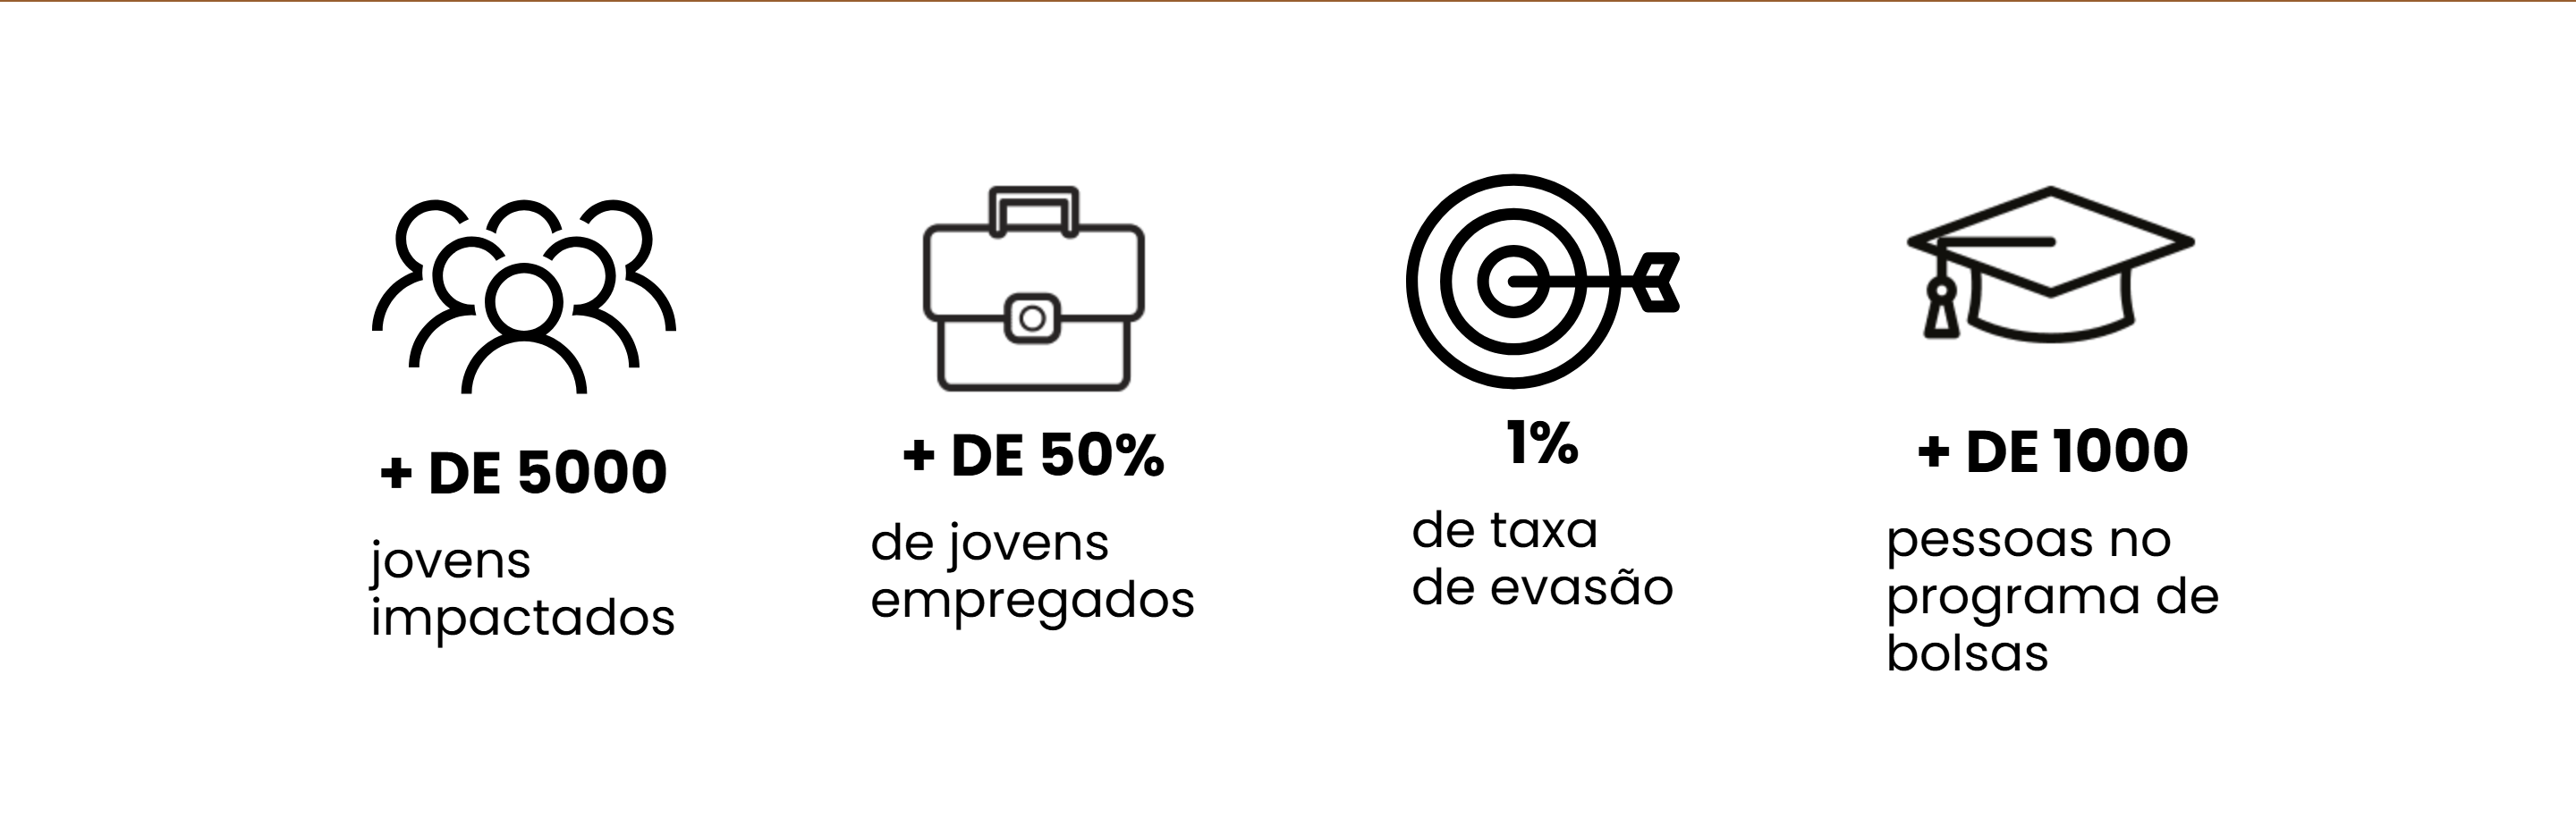 + DE 5000
jovens
impactados
+ DE 50%
de jovens
empregados
1%
de taxa
de evasão
+ DE 1000
pessoas no
programa de
bolsas